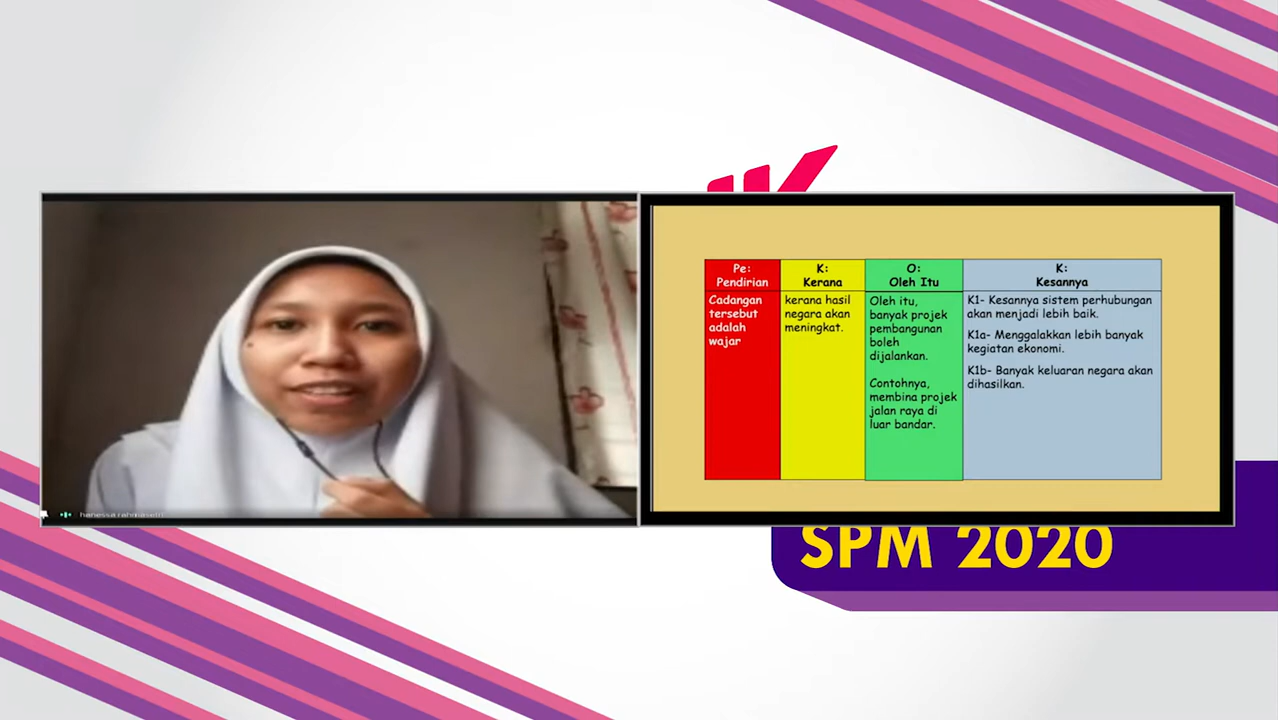 Pe:
Pendirian
K:
Kerana
O:
Oleh Itu
K:
Kesannya
Cadangan
tersebut
adalah
wajar
kerana hasil
negara akan
meningkat.
Oleh itu,
banyak projek
pembangunan
boleh
dijalankan.
Contohnya,
membina projek
jalan raya di
luar bandar.
K1- Kesannya sistem perhubungan
akan menjadi lebih baik.
K1a- Menggalakkan lebih banyak
kegiatan ekonomi.
K1b- Banyak keluaran negara akan
dihasilkan.
SPM 2020